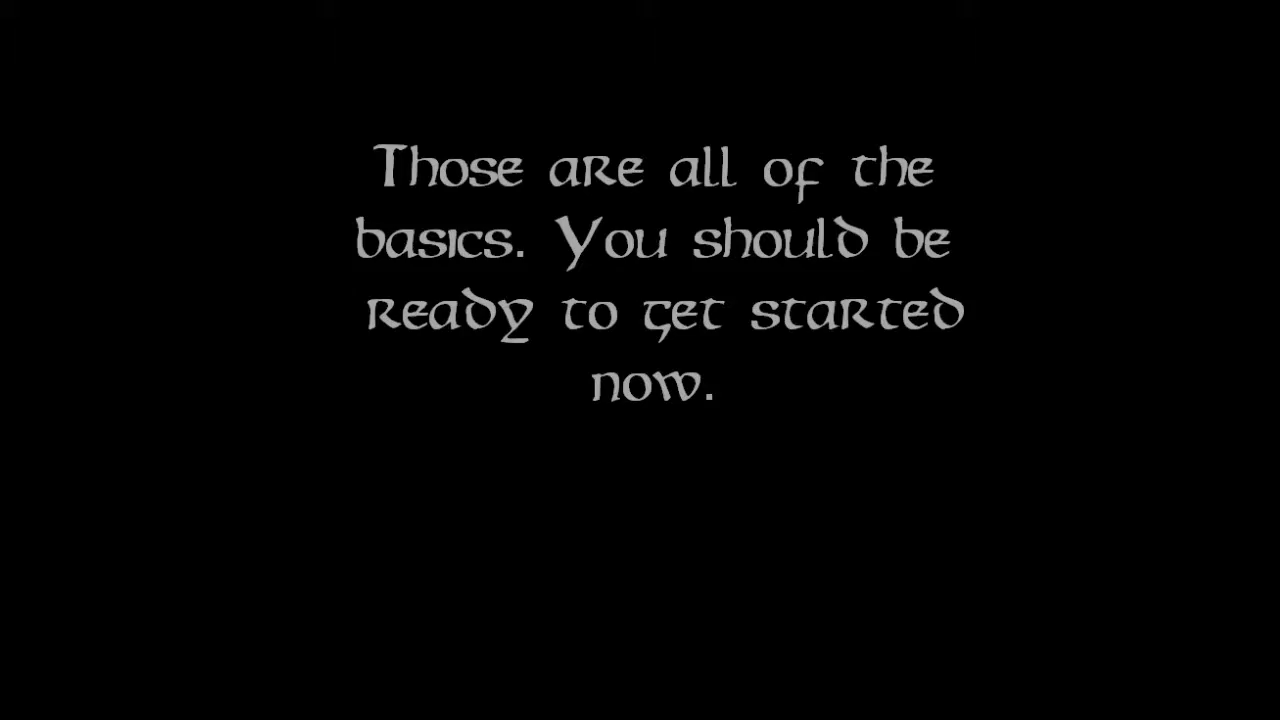 Those are all of the
basics. You should be
ready to get started
now.